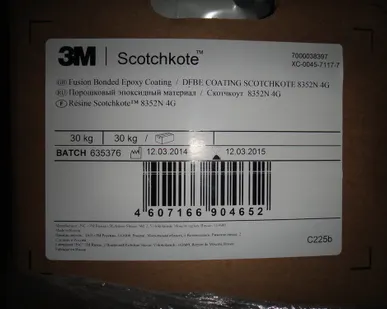 3M Scotchkote™
7000038397
XC-0045-7117-7
Fusion Bonded Epoxy Coating / DFBE COATING SCOTCHKOTE 8352N 4G
Порошковый эпоксидный материал / Скотчкоут 8352N 4G
Resine Scotchkote™ 8352N 4G
30 kg 30 kg /
BATCH 635376 12.03.2014 12.03.2015
4 607166 904652
C225b